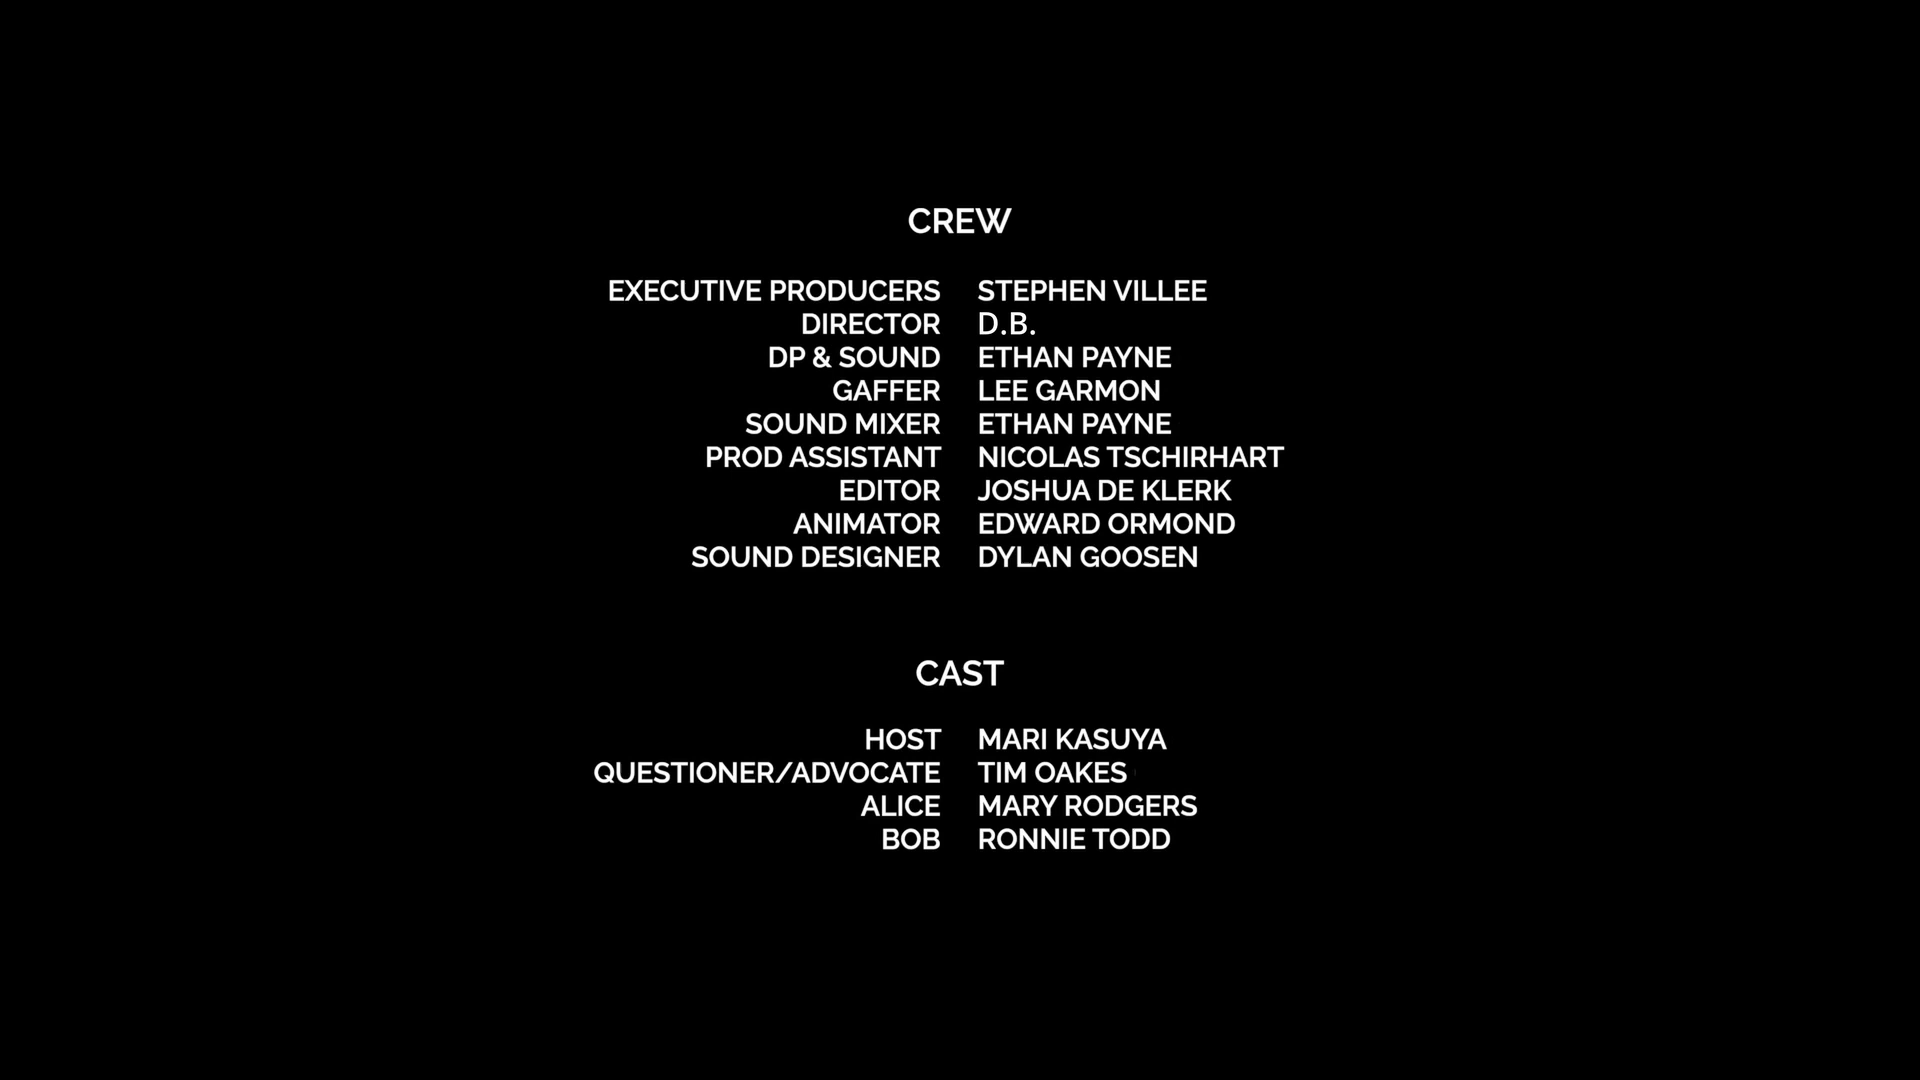 CREW
EXECUTIVE PRODUCERS STEPHEN VILLEE
DIRECTOR D.B.
DP & SOUND ETHAN PAYNE
GAFFER LEE GARMON
SOUND MIXER ETHAN PAYNE
PROD ASSISTANT NICOLAS TSCHIRHART
EDITOR JOSHUA DE KLERK
ANIMATOR EDWARD ORMOND
SOUND DESIGNER DYLAN GOOSEN
CAST
HOST MARI KASUYA
QUESTIONER/ADVOCATE TIM OAKES
ALICE MARY RODGERS
BOB RONNIE TODD